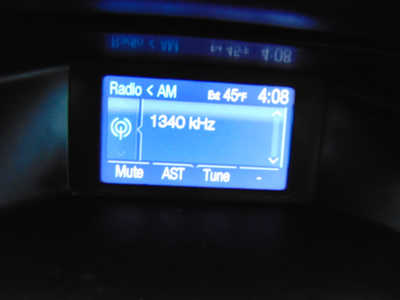 Radio < AM Ext 45°F 4:08
1340 kHz
Mute AST Tune -